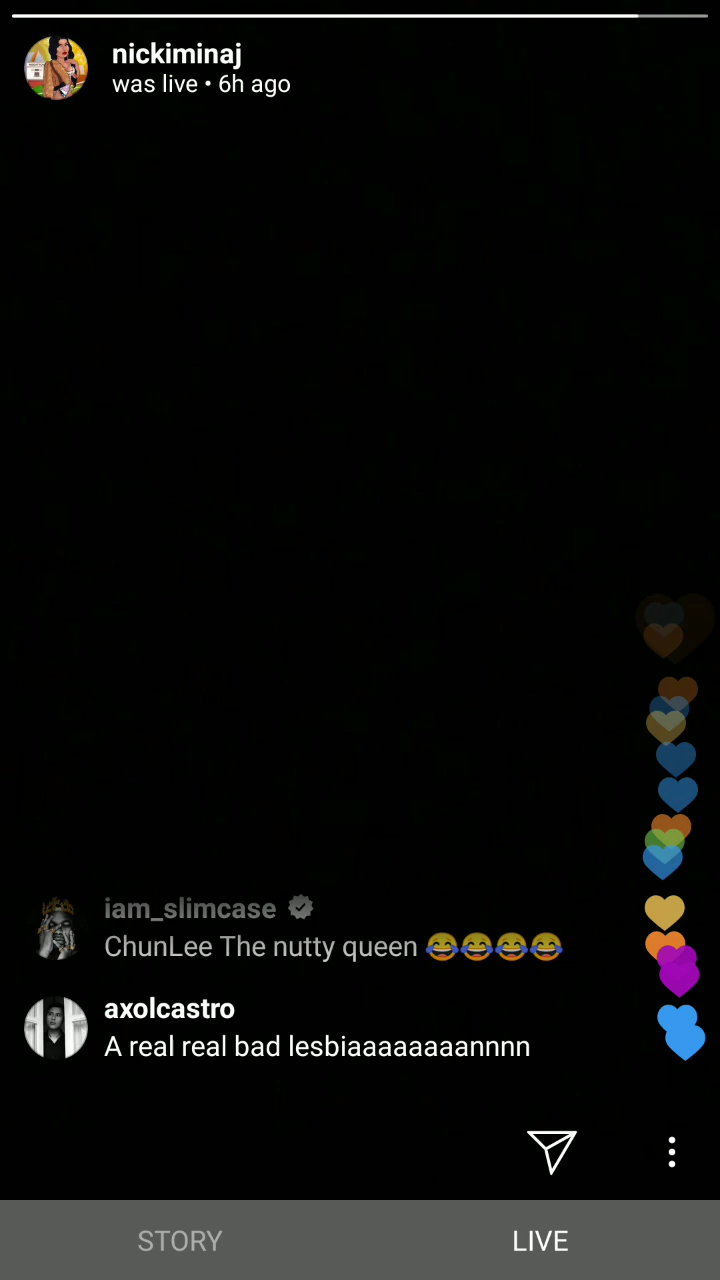 nickiminaj
was live • 6h ago
iam_slimcase
ChunLee The nutty queen 😂😂😂😂
axolcastro
A real real bad lesbiaaaaaaaannnn
STORY
LIVE